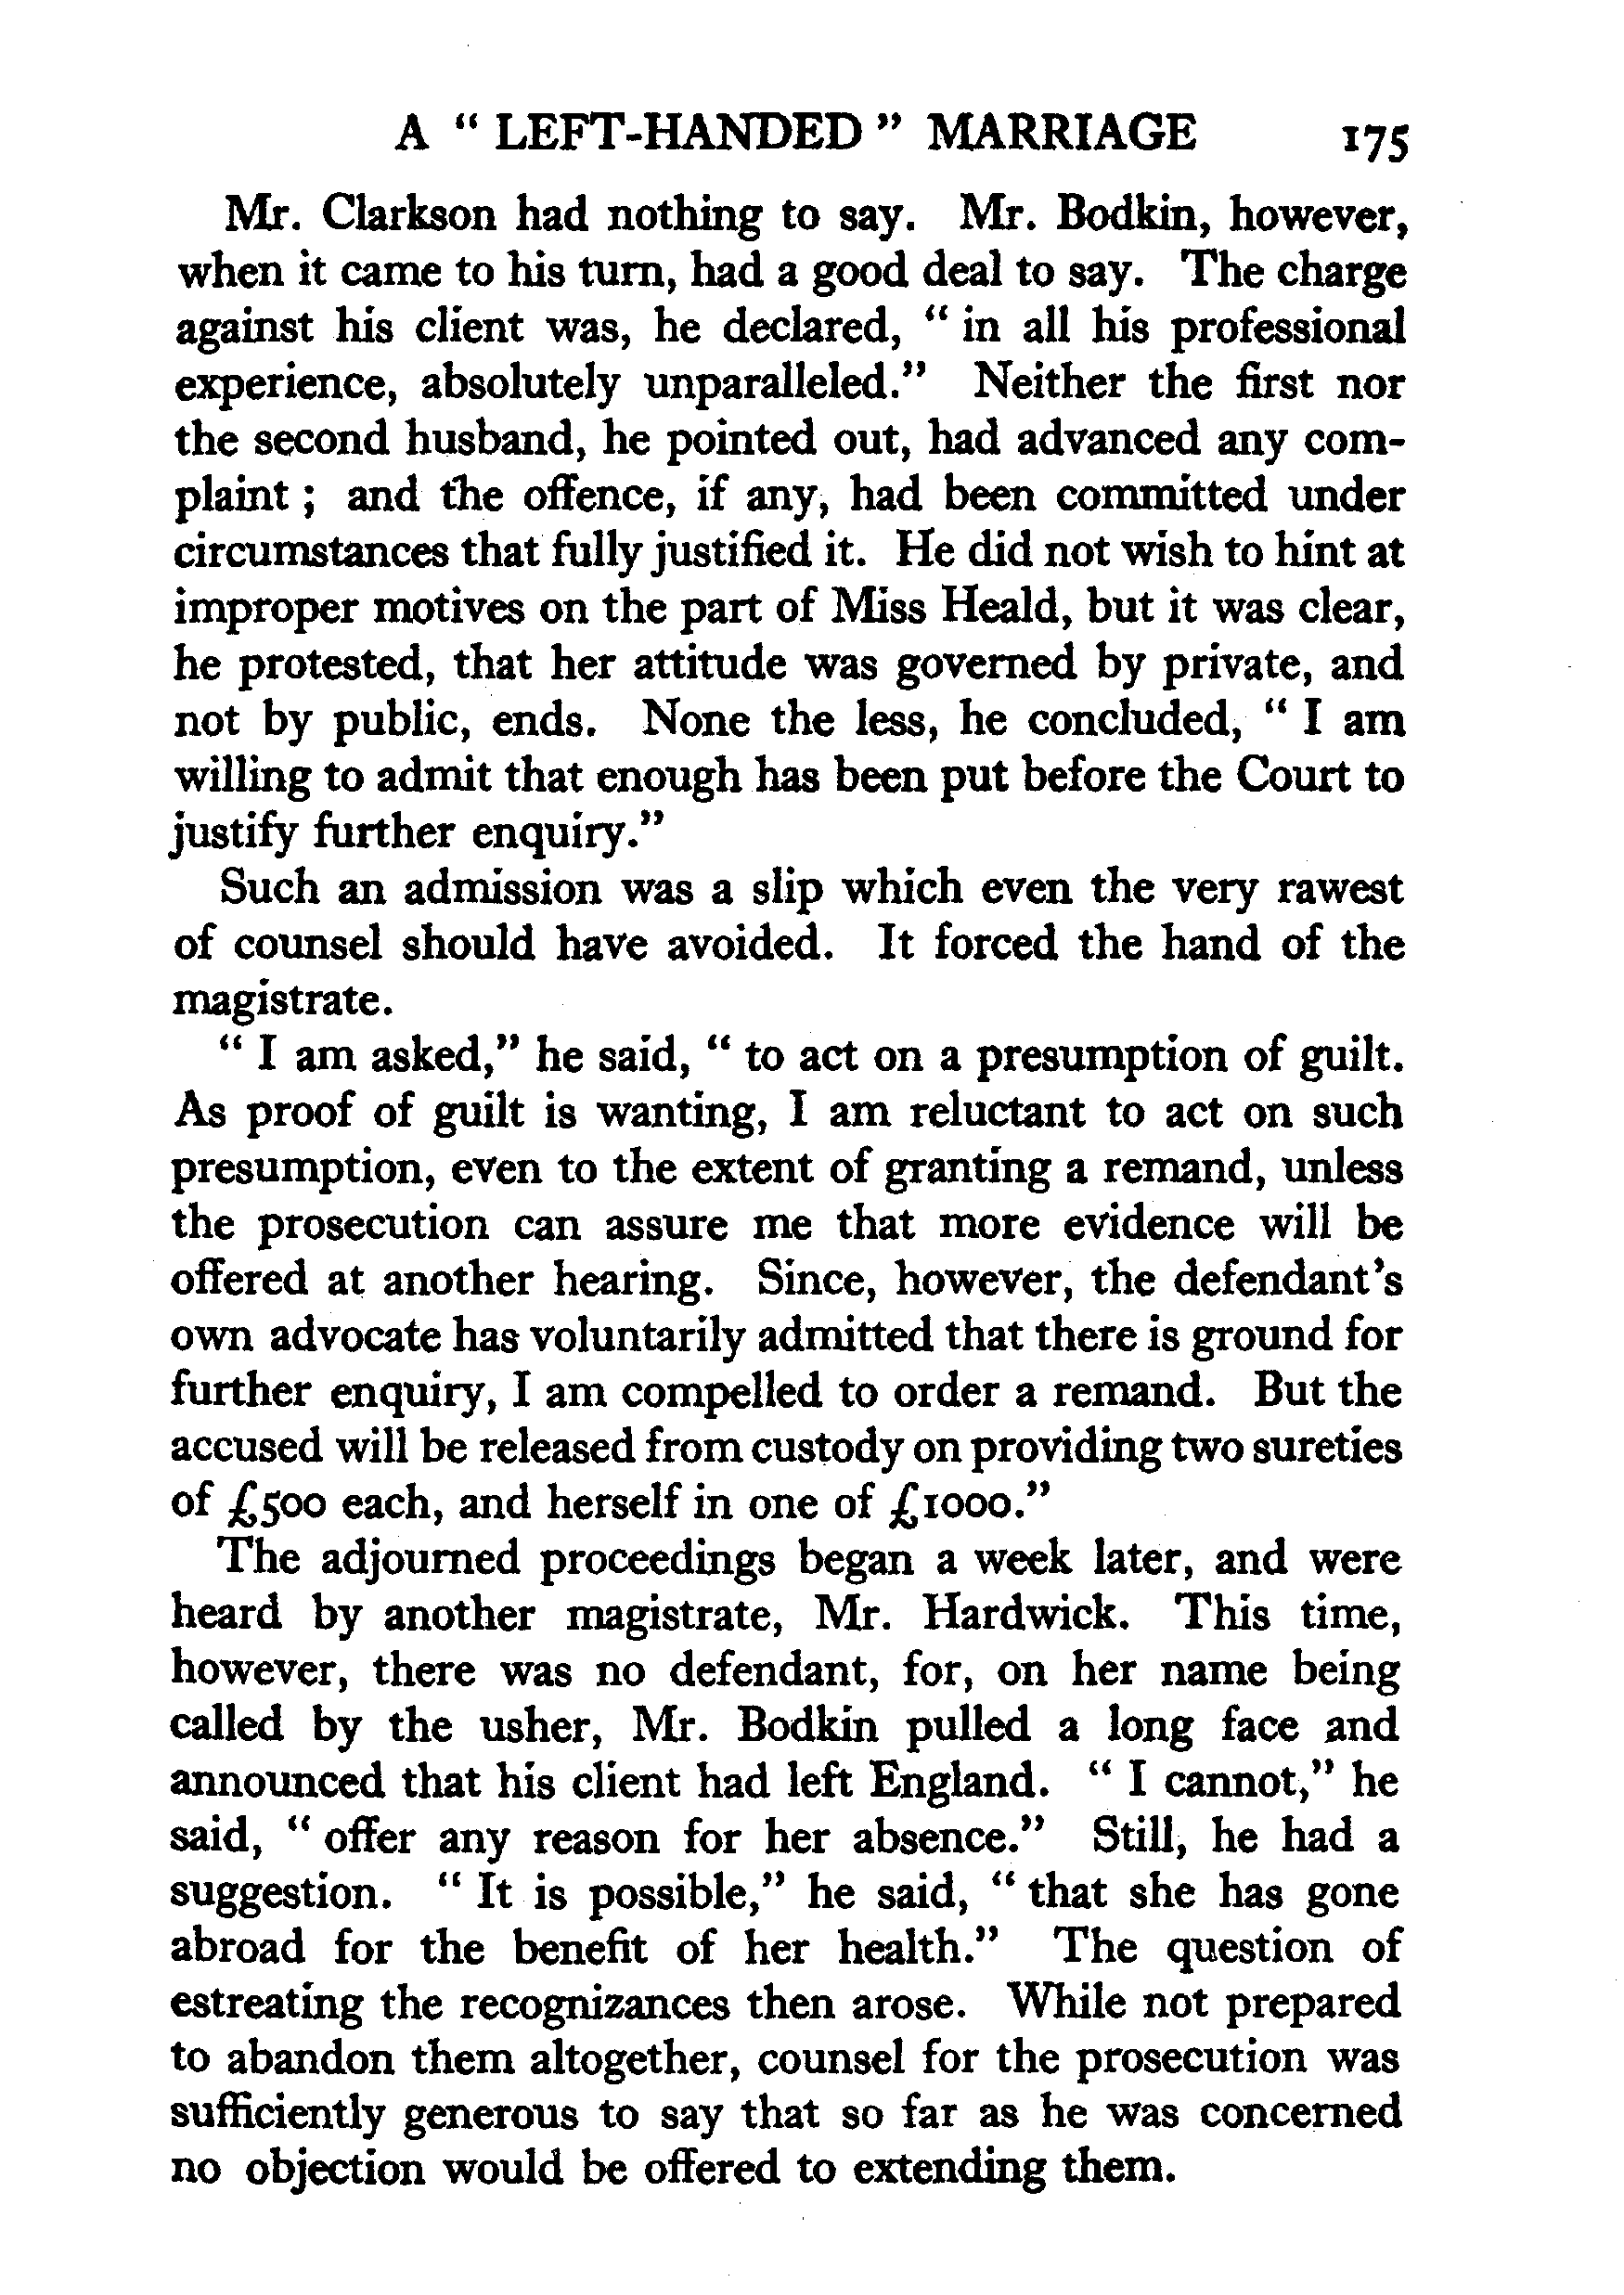 A “ LEFT-HANDED ” MARRIAGE 175
Mr. Clarkson had nothing to say. Mr. Bodkin, however,
when it came to his turn, had a good deal to say. The charge
against his client was, he declared, “ in all his professional
experience, absolutely unparalleled.” Neither the first nor
the second husband, he pointed out, had advanced any com-
plaint ; and the offence, if any, had been committed under
circumstances that fully justified it. He did not wish to hint at
improper motives on the part of Miss Heald, but it was clear,
he protested, that her attitude was governed by private, and
not by public, ends. None the less, he concluded, “ I am
willing to admit that enough has been put before the Court to
justify further enquiry.”
Such an admission was a slip which even the very rawest
of counsel should have avoided. It forced the hand of the
magistrate.
“ I am asked,” he said, “ to act on a presumption of guilt.
As proof of guilt is wanting, I am reluctant to act on such
presumption, even to the extent of granting a remand, unless
the prosecution can assure me that more evidence will be
offered at another hearing. Since, however, the defendant’s
own advocate has voluntarily admitted that there is ground for
further enquiry, I am compelled to order a remand. But the
accused will be released from custody on providing two sureties
of £500 each, and herself in one of £1000.”
The adjourned proceedings began a week later, and were
heard by another magistrate, Mr. Hardwick. This time,
however, there was no defendant, for, on her name being
called by the usher, Mr. Bodkin pulled a long face and
announced that his client had left England. “ I cannot,” he
said, “ offer any reason for her absence.” Still, he had a
suggestion. “ It is possible,” he said, “ that she has gone
abroad for the benefit of her health.” The question of
estreating the recognizances then arose. While not prepared
to abandon them altogether, counsel for the prosecution was
sufficiently generous to say that so far as he was concerned
no objection would be offered to extending them.